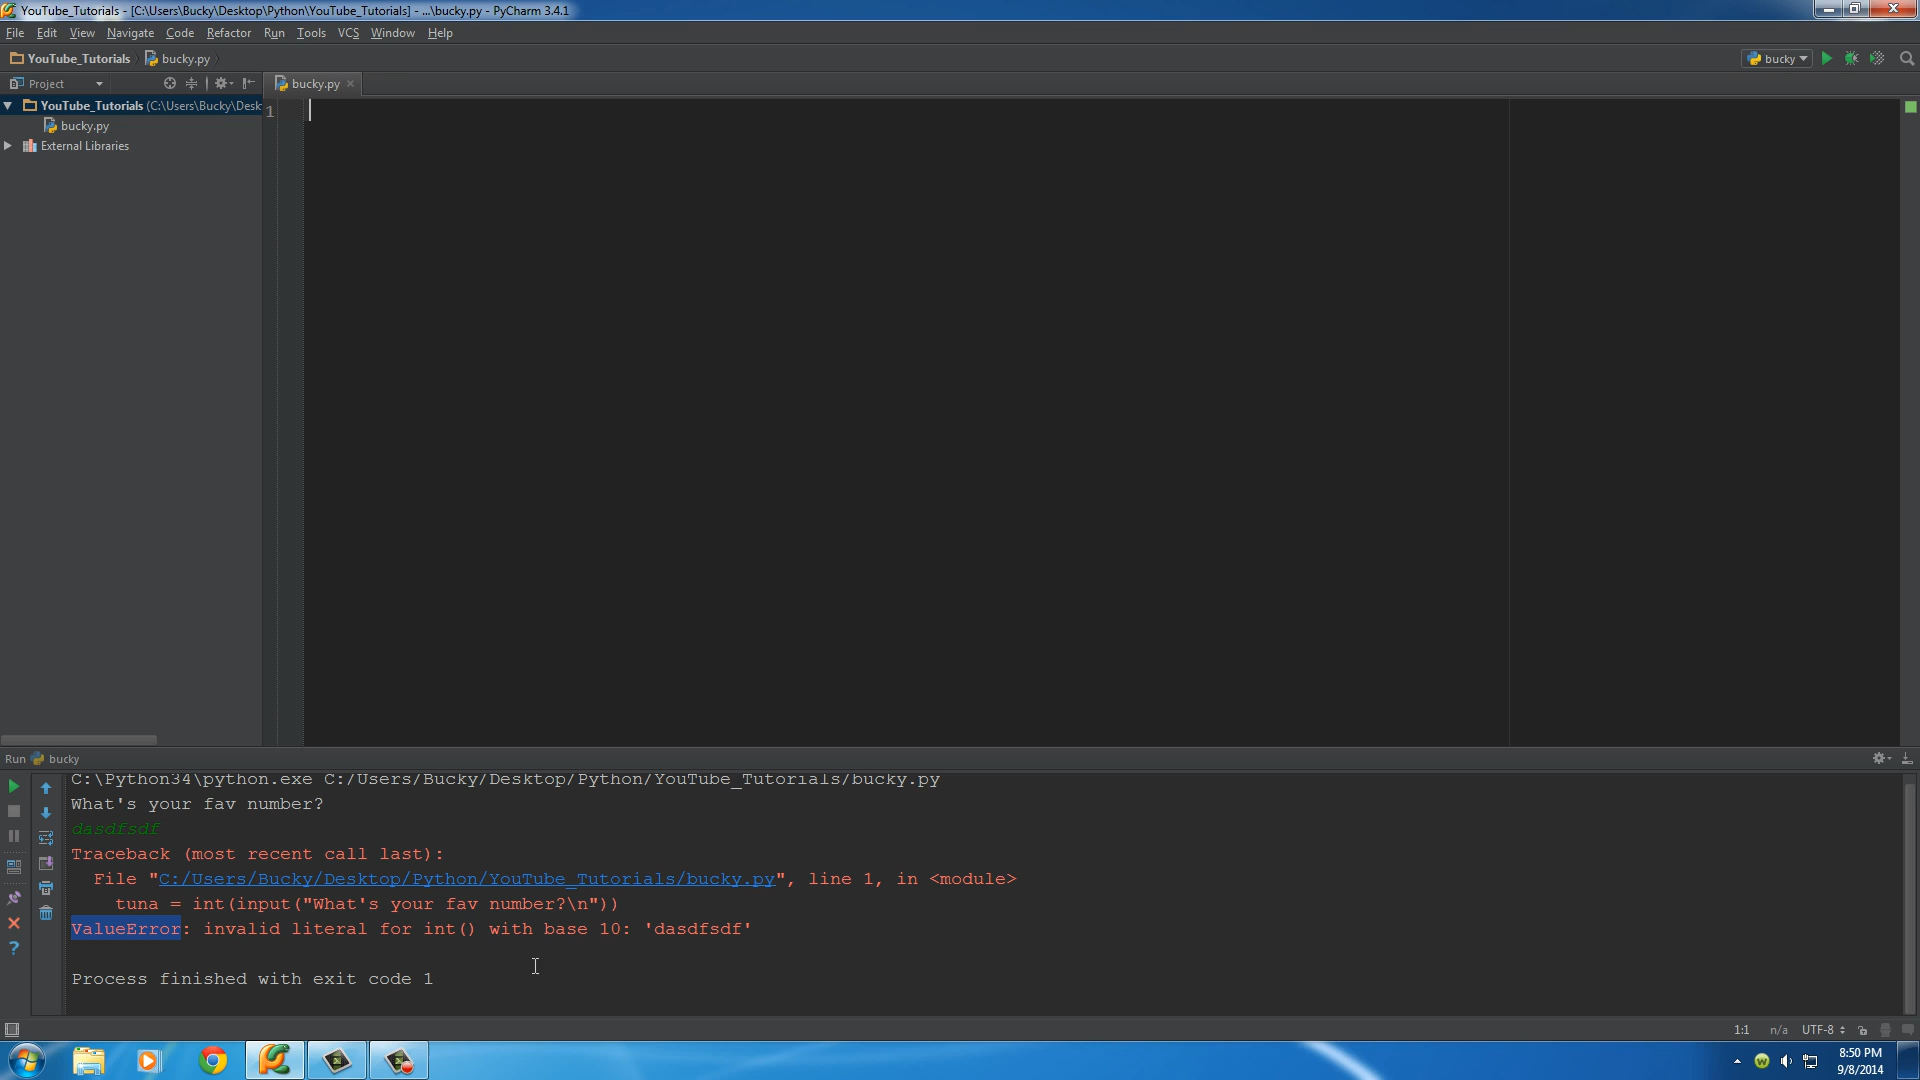 YouTube_Tutorials - [C:\Users\Bucky\Desktop\Python\YouTube_Tutorials] - ...\bucky.py - PyCharm 3.4.1
File Edit View Navigate Code Refactor Run Tools VCS Window Help
YouTube_Tutorials bucky.py bucky
Project bucky.py
YouTube_Tutorials (C:\Users\Bucky\Desk 1
bucky.py
External Libraries
Run bucky
C:\Python34\python.exe C:/Users/Bucky/Desktop/Python/YouTube_Tutorials/bucky.py
What's your fav number?
dasdfsdf
Traceback (most recent call last):
File "C:/Users/Bucky/Desktop/Python/YouTube_Tutorials/bucky.py", line 1, in <module>
tuna = int(input("What's your fav number?\n"))
ValueError: invalid literal for int() with base 10: 'dasdfsdf'
Process finished with exit code 1
1:1 n/a UTF-8
8:50 PM
9/8/2014